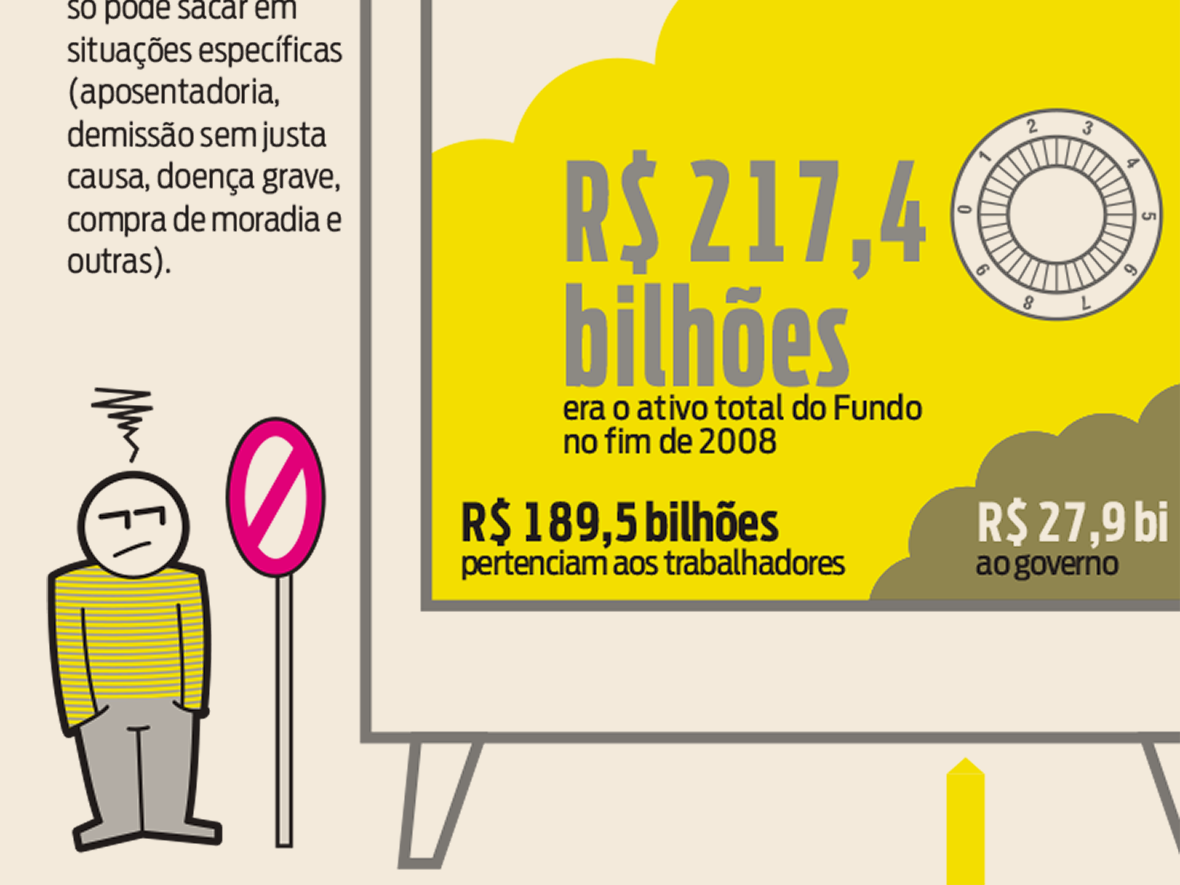 só pode sacar em
situações específicas
(aposentadoria,
demissão sem justa
causa, doença grave,
compra de moradia e
outras).
R$ 217,4
bilhões
era o ativo total do Fundo
no fim de 2008
0 1 2 3 4 5 6 7 8 9
R$ 189,5 bilhões
pertenciam aos trabalhadores
R$ 27,9 bi
ao governo